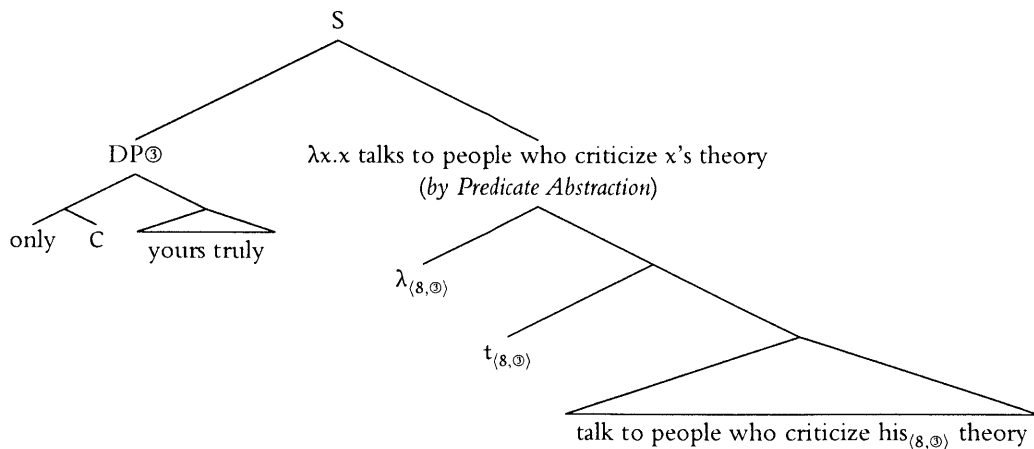 S
DP③
λx.x talks to people who criticize x's theory
(by Predicate Abstraction)
only C yours truly
λ⟨8,③⟩
t⟨8,③⟩
talk to people who criticize his⟨8,③⟩ theory